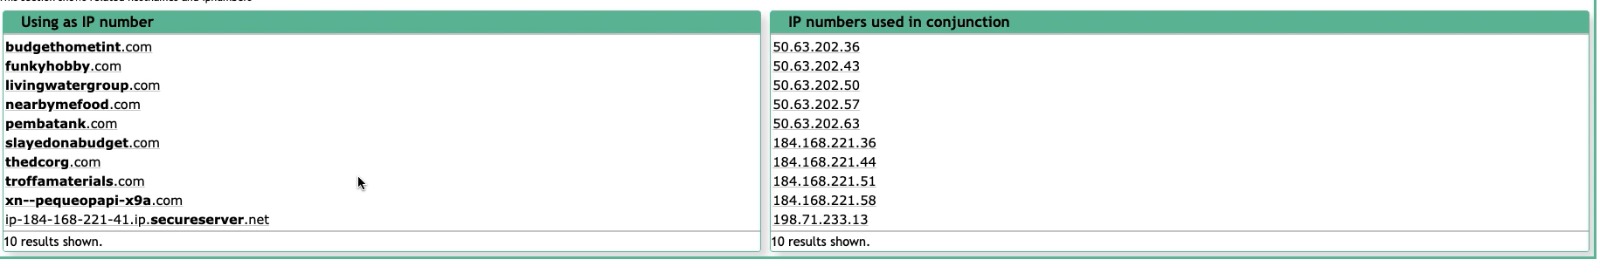 Using as IP number
budgethometint.com
funkyhobby.com
livingwatergroup.com
nearbymefood.com
pembatank.com
slayedonabudget.com
thedcorg.com
troffamaterials.com
xn--pequeopapi-x9a.com
ip-184-168-221-41.ip.secureserver.net
10 results shown.
IP numbers used in conjunction
50.63.202.36
50.63.202.43
50.63.202.50
50.63.202.57
50.63.202.63
184.168.221.36
184.168.221.44
184.168.221.51
184.168.221.58
198.71.233.13
10 results shown.